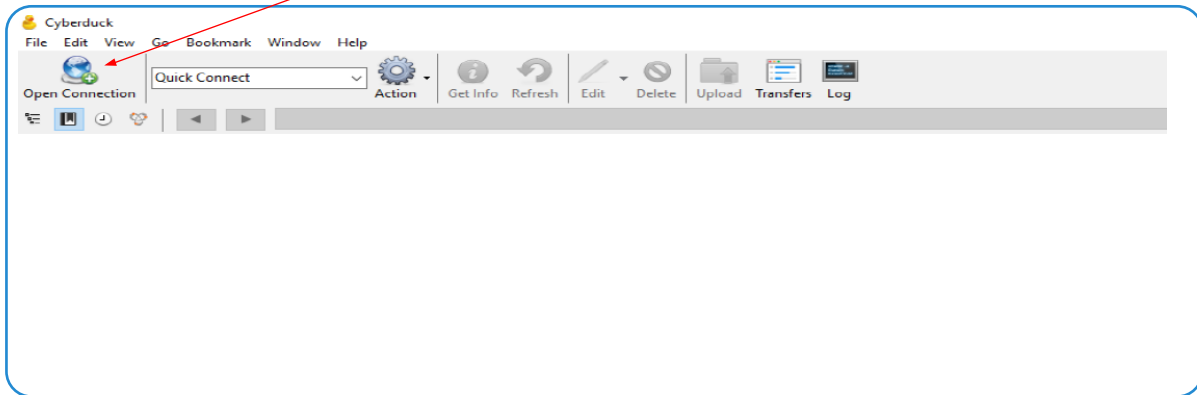 Cyberduck
File Edit View Go Bookmark Window Help
Quick Connect
Open Connection Action Get Info Refresh Edit Delete Upload Transfers Log